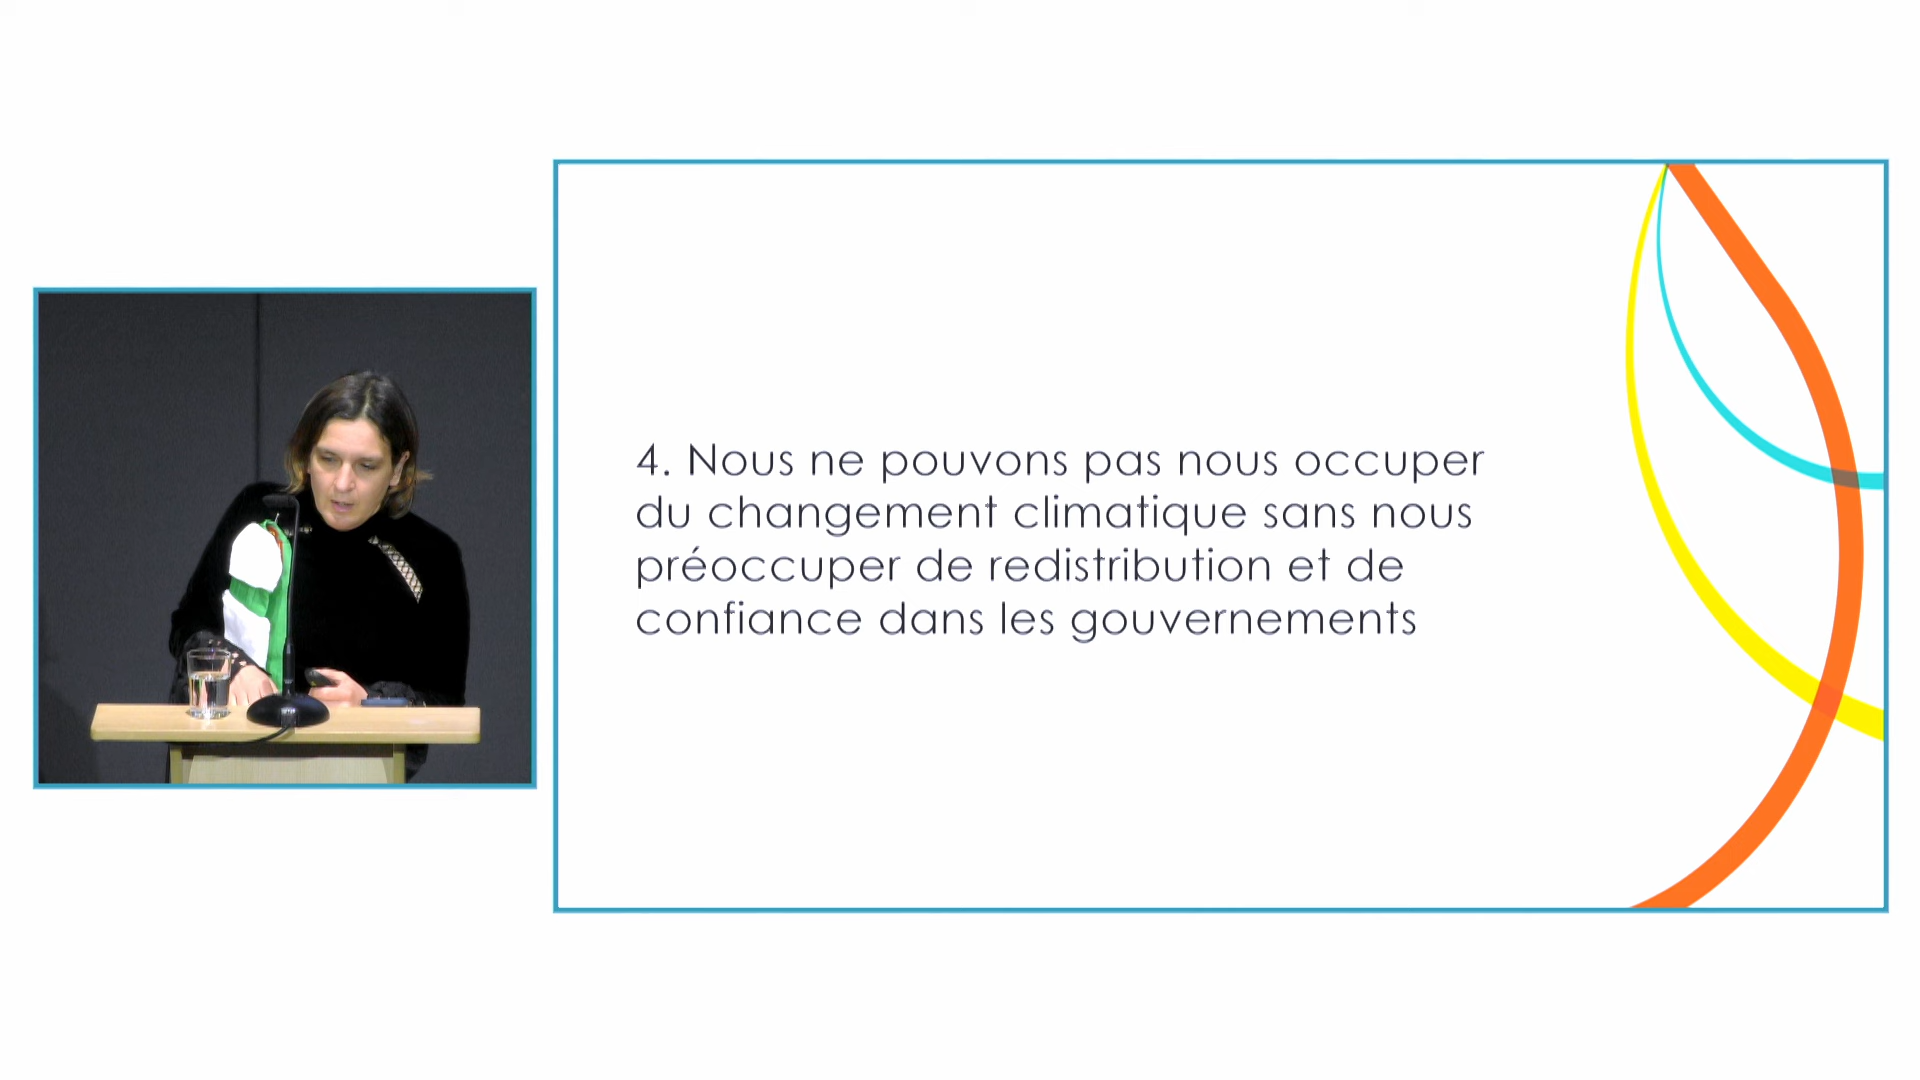 4. Nous ne pouvons pas nous occuper
du changement climatique sans nous
préoccuper de redistribution et de
confiance dans les gouvernements